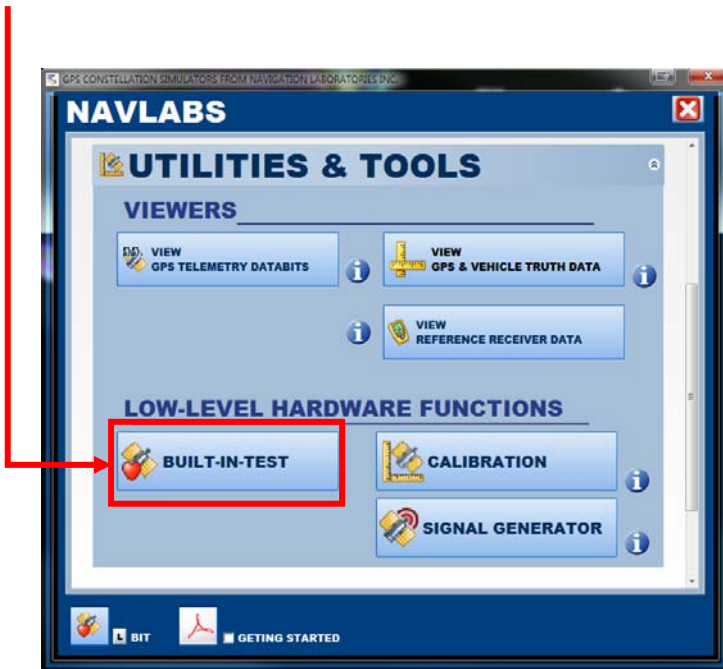 GPS CONSTELLATION SIMULATORS FROM NAVIGATION LABORATORIES INC.
NAVLABS
UTILITIES & TOOLS
VIEWERS
VIEW
GPS TELEMETRY DATABITS
VIEW
GPS & VEHICLE TRUTH DATA
VIEW
REFERENCE RECEIVER DATA
LOW-LEVEL HARDWARE FUNCTIONS
BUILT-IN-TEST
CALIBRATION
SIGNAL GENERATOR
L BIT
GETING STARTED